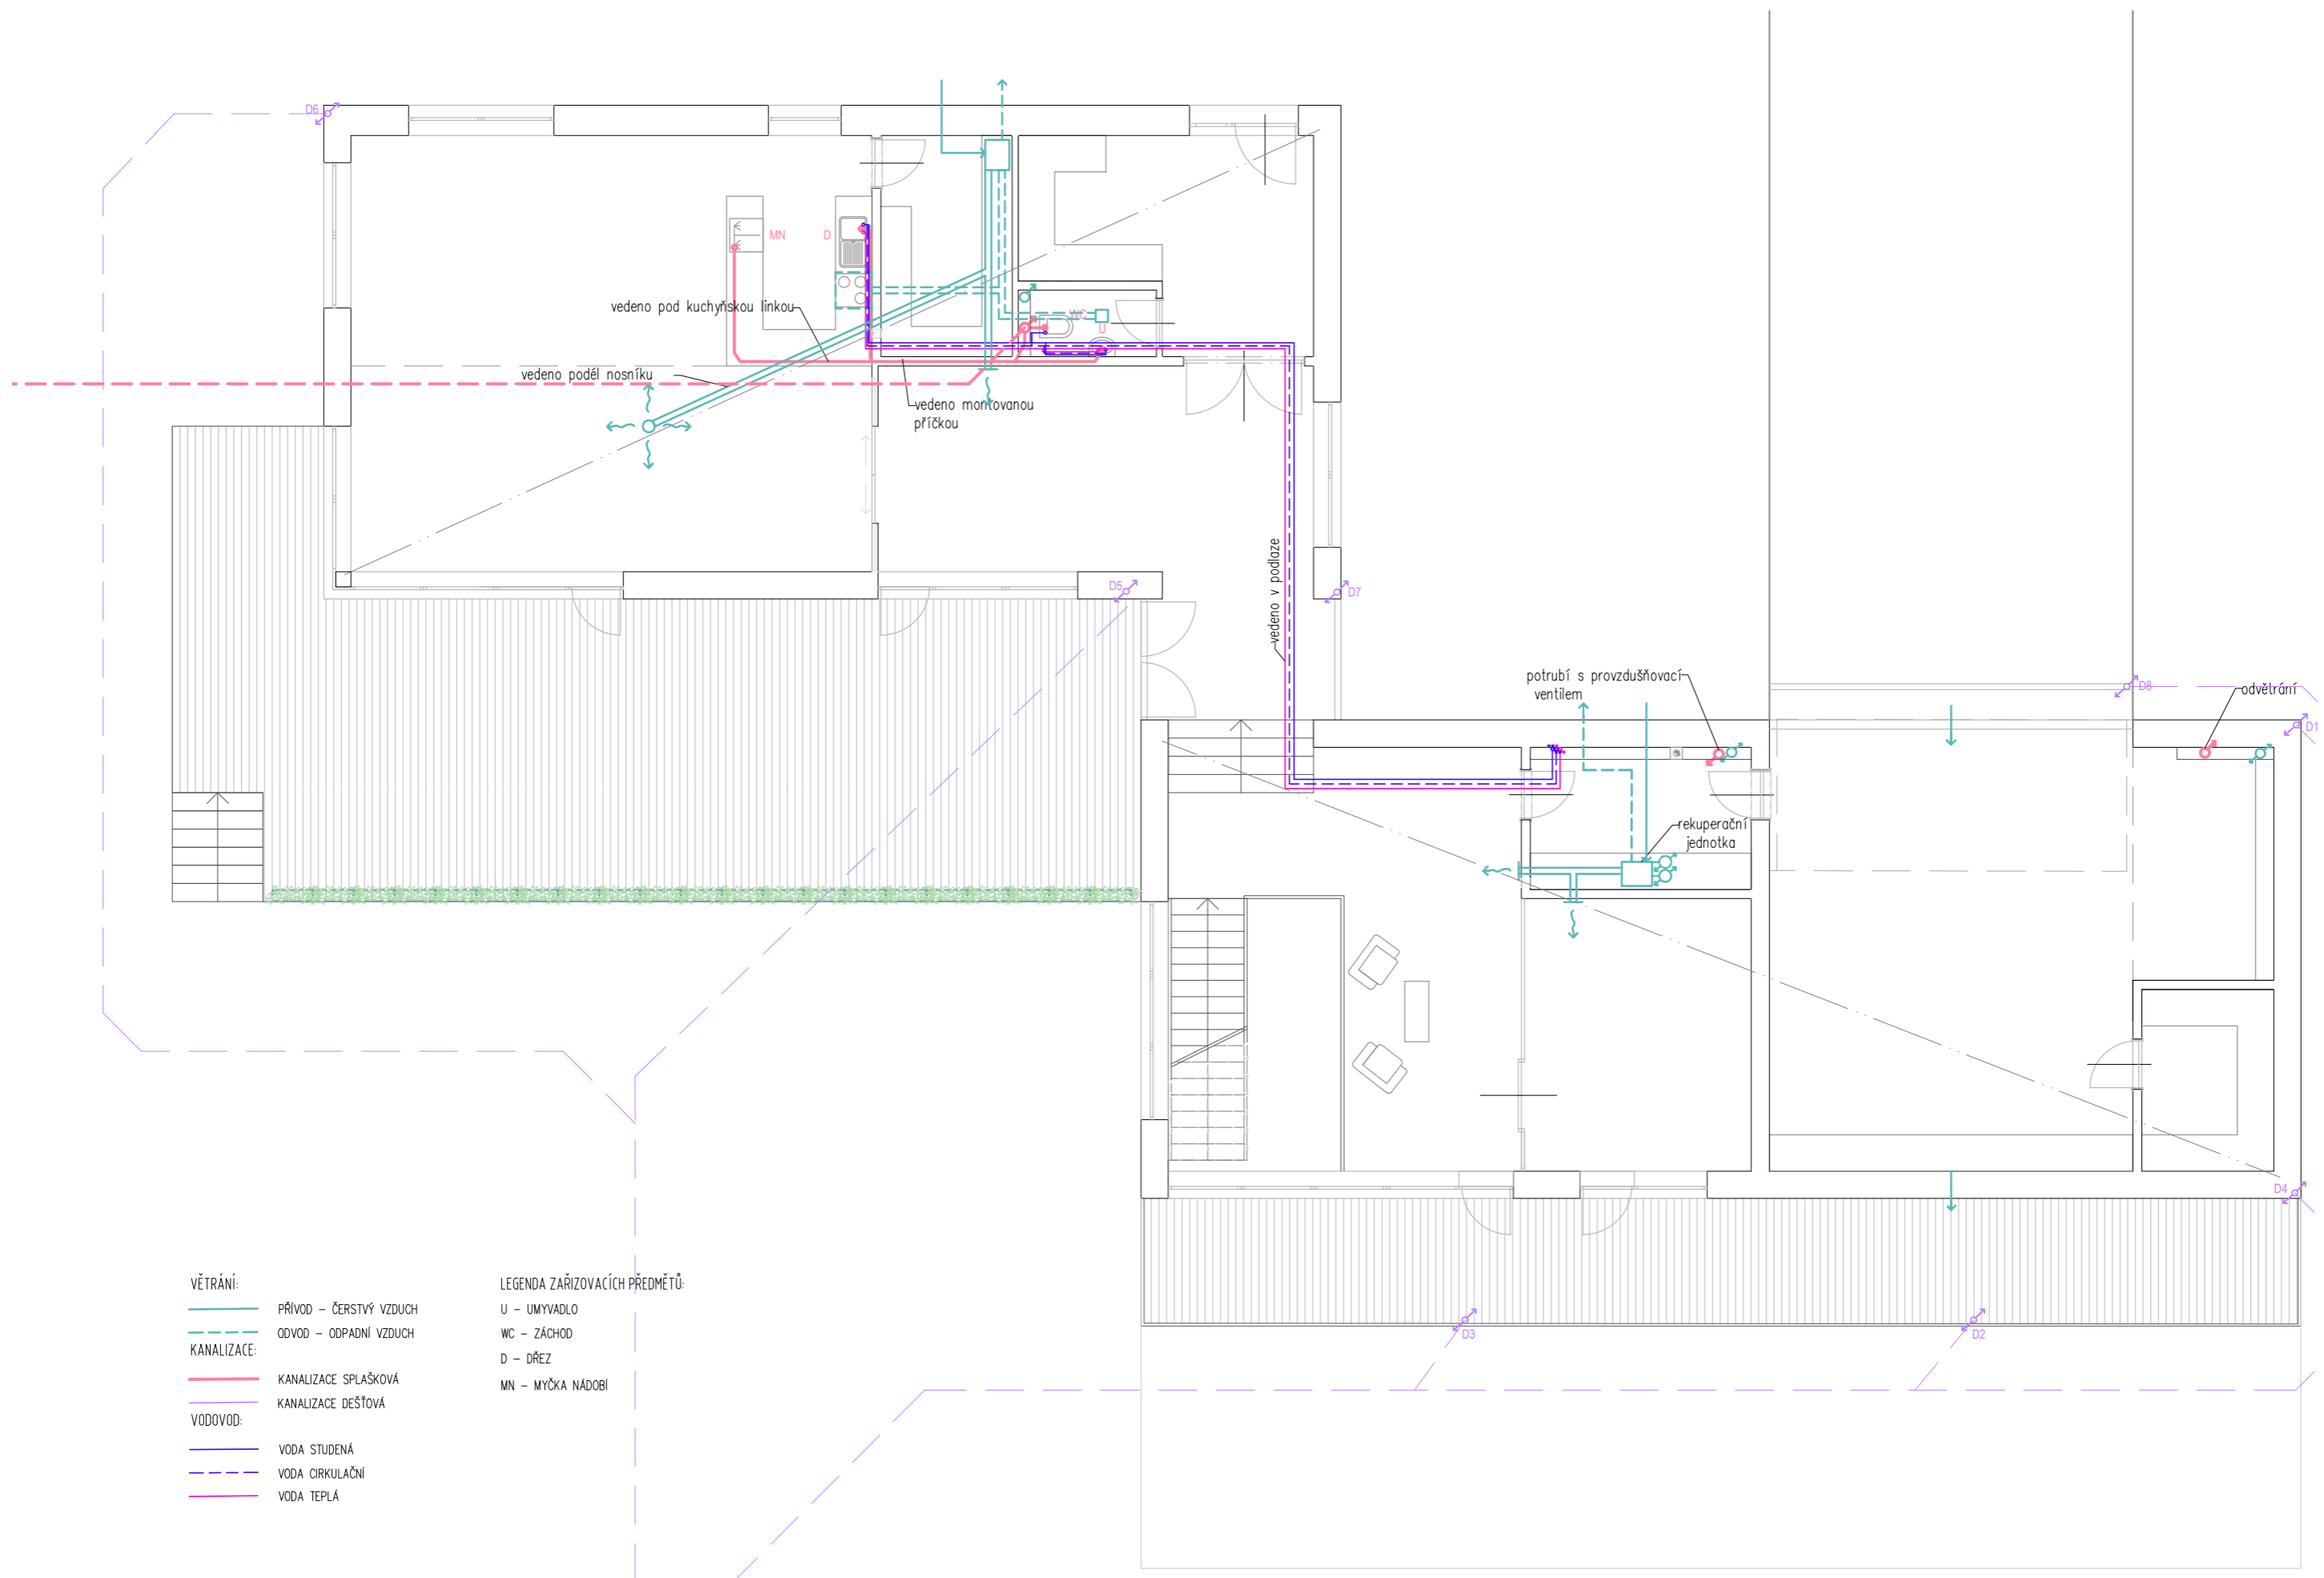 D6
MN
D
WC
U
vedeno pod kuchyňskou linkou
vedeno podél nosníku
vedeno montovanou
příčkou
vedeno v podlaze
D5
D7
potrubí s provzdušňovací
ventilem
D8
odvětrání
D1
rekuperační
jednotka
D4
D3
D2
VĚTRÁNÍ:
PŘÍVOD – ČERSTVÝ VZDUCH
ODVOD – ODPADNÍ VZDUCH
KANALIZACE:
KANALIZACE SPLAŠKOVÁ
KANALIZACE DEŠŤOVÁ
VODOVOD:
VODA STUDENÁ
VODA CIRKULAČNÍ
VODA TEPLÁ
LEGENDA ZAŘIZOVACÍCH PŘEDMĚTŮ:
U – UMYVADLO
WC – ZÁCHOD
D – DŘEZ
MN – MYČKA NÁDOBÍ